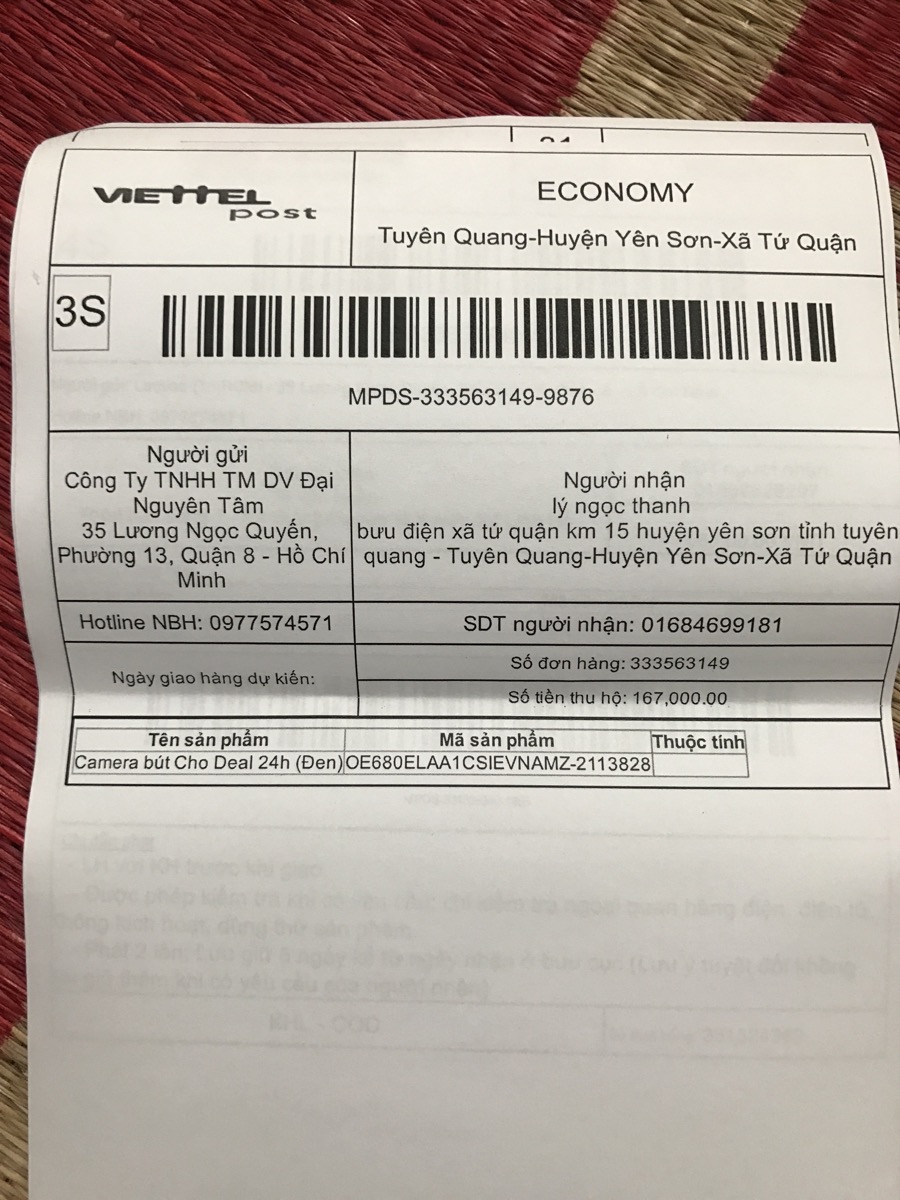 VIETTEL
post
ECONOMY
Tuyên Quang-Huyện Yên Sơn-Xã Tứ Quận
3S
MPDS-333563149-9876
Người gửi
Công Ty TNHH TM DV Đại
Nguyên Tâm
35 Lương Ngọc Quyến,
Phường 13, Quận 8 - Hồ Chí
Minh
Người nhận
lý ngọc thanh
bưu điện xã tứ quận km 15 huyện yên sơn tỉnh tuyên
quang - Tuyên Quang-Huyện Yên Sơn-Xã Tứ Quận
Hotline NBH: 0977574571
SDT người nhận: 01684699181
Ngày giao hàng dự kiến:
Số đơn hàng: 333563149
Số tiền thu hộ: 167,000.00
Tên sản phẩm Mã sản phẩm Thuộc tính
Camera bút Cho Deal 24h (Đen) OE680ELAA1CSIEVNAMZ-2113828